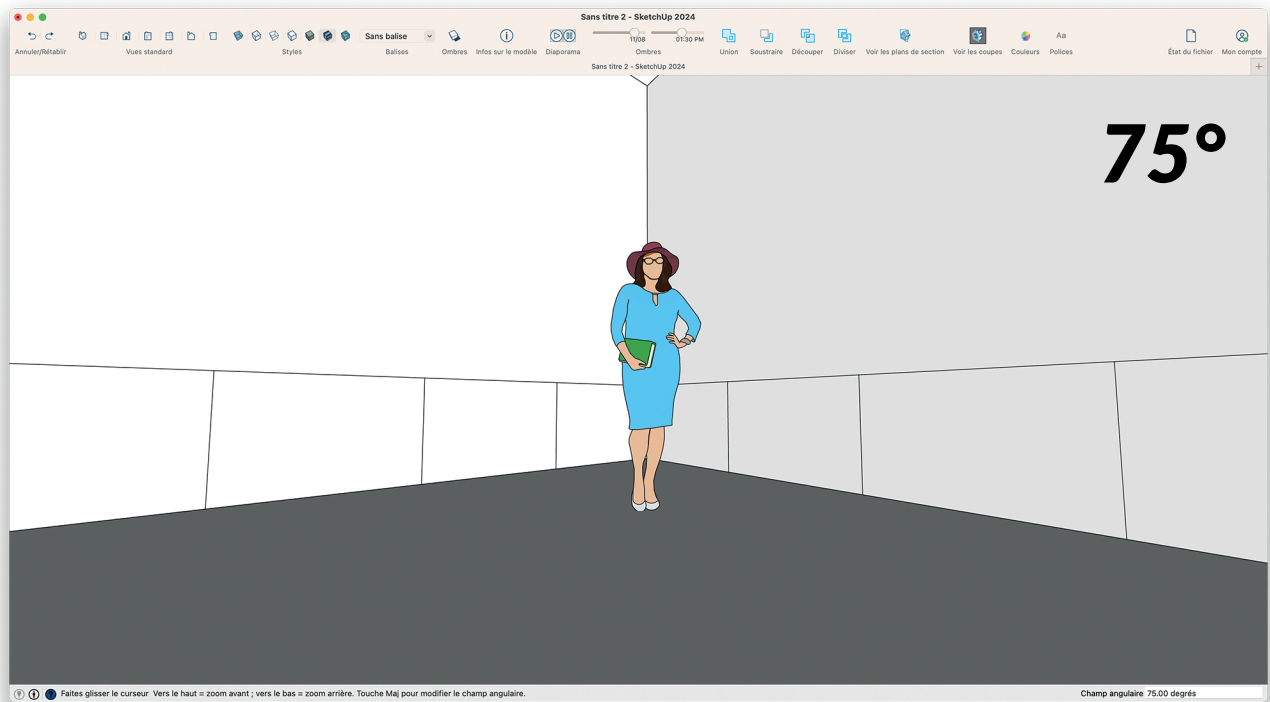 Sans titre 2 - SketchUp 2024
Sans balise
11/08
01:30 PM
Aa
Annuler/Rétablir
Vues standard
Styles
Balises
Ombres
Infos sur le modèle
Diaporama
Ombres
Union
Soustraire
Découper
Diviser
Voir les plans de section
Voir les coupes
Couleurs
Polices
État du fichier
Mon compte
Sans titre 2 - SketchUp 2024
75°
Faites glisser le curseur Vers le haut = zoom avant ; vers le bas = zoom arrière. Touche Maj pour modifier le champ angulaire.
Champ angulaire 75.00 degrés